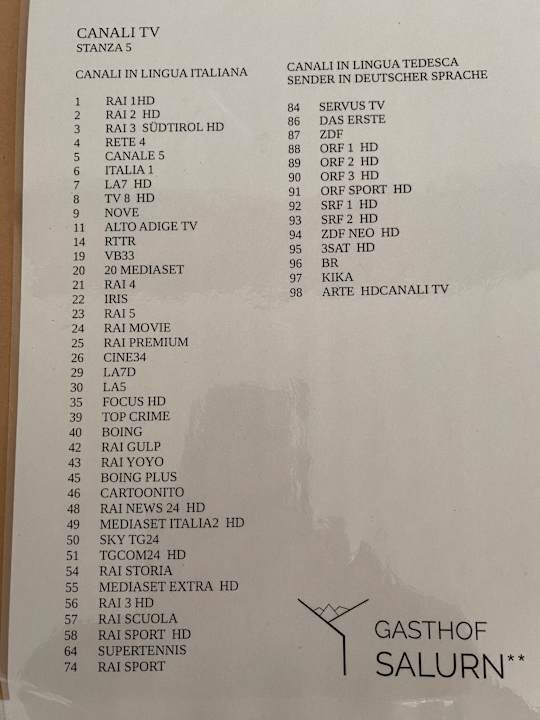 CANALI TV
STANZA 5
CANALI IN LINGUA ITALIANA
1 RAI 1HD
2 RAI 2 HD
3 RAI 3 SÜDTIROL HD
4 RETE 4
5 CANALE 5
6 ITALIA 1
7 LA7 HD
8 TV 8 HD
9 NOVE
11 ALTO ADIGE TV
14 RTTR
19 VB33
20 20 MEDIASET
21 RAI 4
22 IRIS
23 RAI 5
24 RAI MOVIE
25 RAI PREMIUM
26 CINE34
29 LA7D
30 LA5
35 FOCUS HD
39 TOP CRIME
40 BOING
42 RAI GULP
43 RAI YOYO
45 BOING PLUS
46 CARTOONITO
48 RAI NEWS 24 HD
49 MEDIASET ITALIA2 HD
50 SKY TG24
51 TGCOM24 HD
54 RAI STORIA
55 MEDIASET EXTRA HD
56 RAI 3 HD
57 RAI SCUOLA
58 RAI SPORT HD
64 SUPERTENNIS
74 RAI SPORT
CANALI IN LINGUA TEDESCA
SENDER IN DEUTSCHER SPRACHE
84 SERVUS TV
86 DAS ERSTE
87 ZDF
88 ORF 1 HD
89 ORF 2 HD
90 ORF 3 HD
91 ORF SPORT HD
92 SRF 1 HD
93 SRF 2 HD
94 ZDF NEO HD
95 3SAT HD
96 BR
97 KIKA
98 ARTE HDCANALI TV
GASTHOF
SALURN**